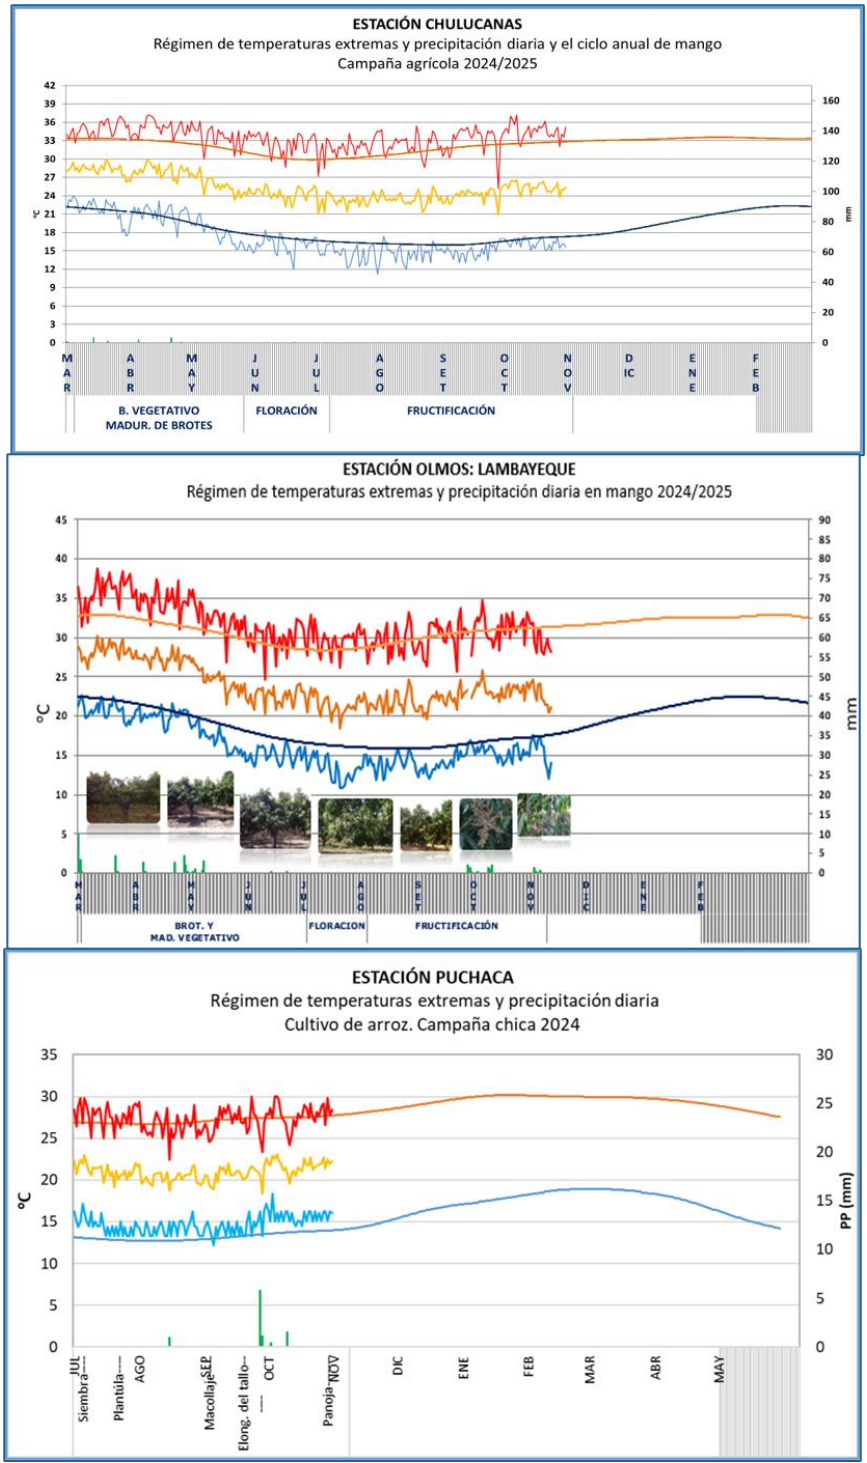 ESTACIÓN CHULUCANAS
Régimen de temperaturas extremas y precipitación diaria y el ciclo anual de mango
Campaña agrícola 2024/2025
42
39
36
33
30
27
24
21
18
15
12
9
6
3
0
°C
160
140
120
100
80
60
40
20
0
mm
MAR ABR MAY JUN JUL AGO SET OCT NOV DIC ENE FEB
B. VEGETATIVO FLORACIÓN FRUCTIFICACIÓN
MADUR. DE BROTES
ESTACIÓN OLMOS: LAMBAYEQUE
Régimen de temperaturas extremas y precipitación diaria en mango 2024/2025
45
40
35
30
25
20
15
10
5
0
°C
90
85
80
75
70
65
60
55
50
45
40
35
30
25
20
15
10
5
0
mm
MAR ABR MAY JUN JUL AGO SET OCT NOV DIC ENE FEB
BROT. Y FLORACION FRUCTIFICACIÓN
MAD. VEGETATIVO
ESTACIÓN PUCHACA
Régimen de temperaturas extremas y precipitación diaria
Cultivo de arroz. Campaña chica 2024
35
30
25
20
15
10
5
0
°C
30
25
20
15
10
5
0
PP (mm)
JUL
Siembra----
Plantúla----
AGO
SEP
Macollaje--
Elong. del tallo--
----
OCT
Panoja--
NOV
DIC
ENE
FEB
MAR
ABR
MAY